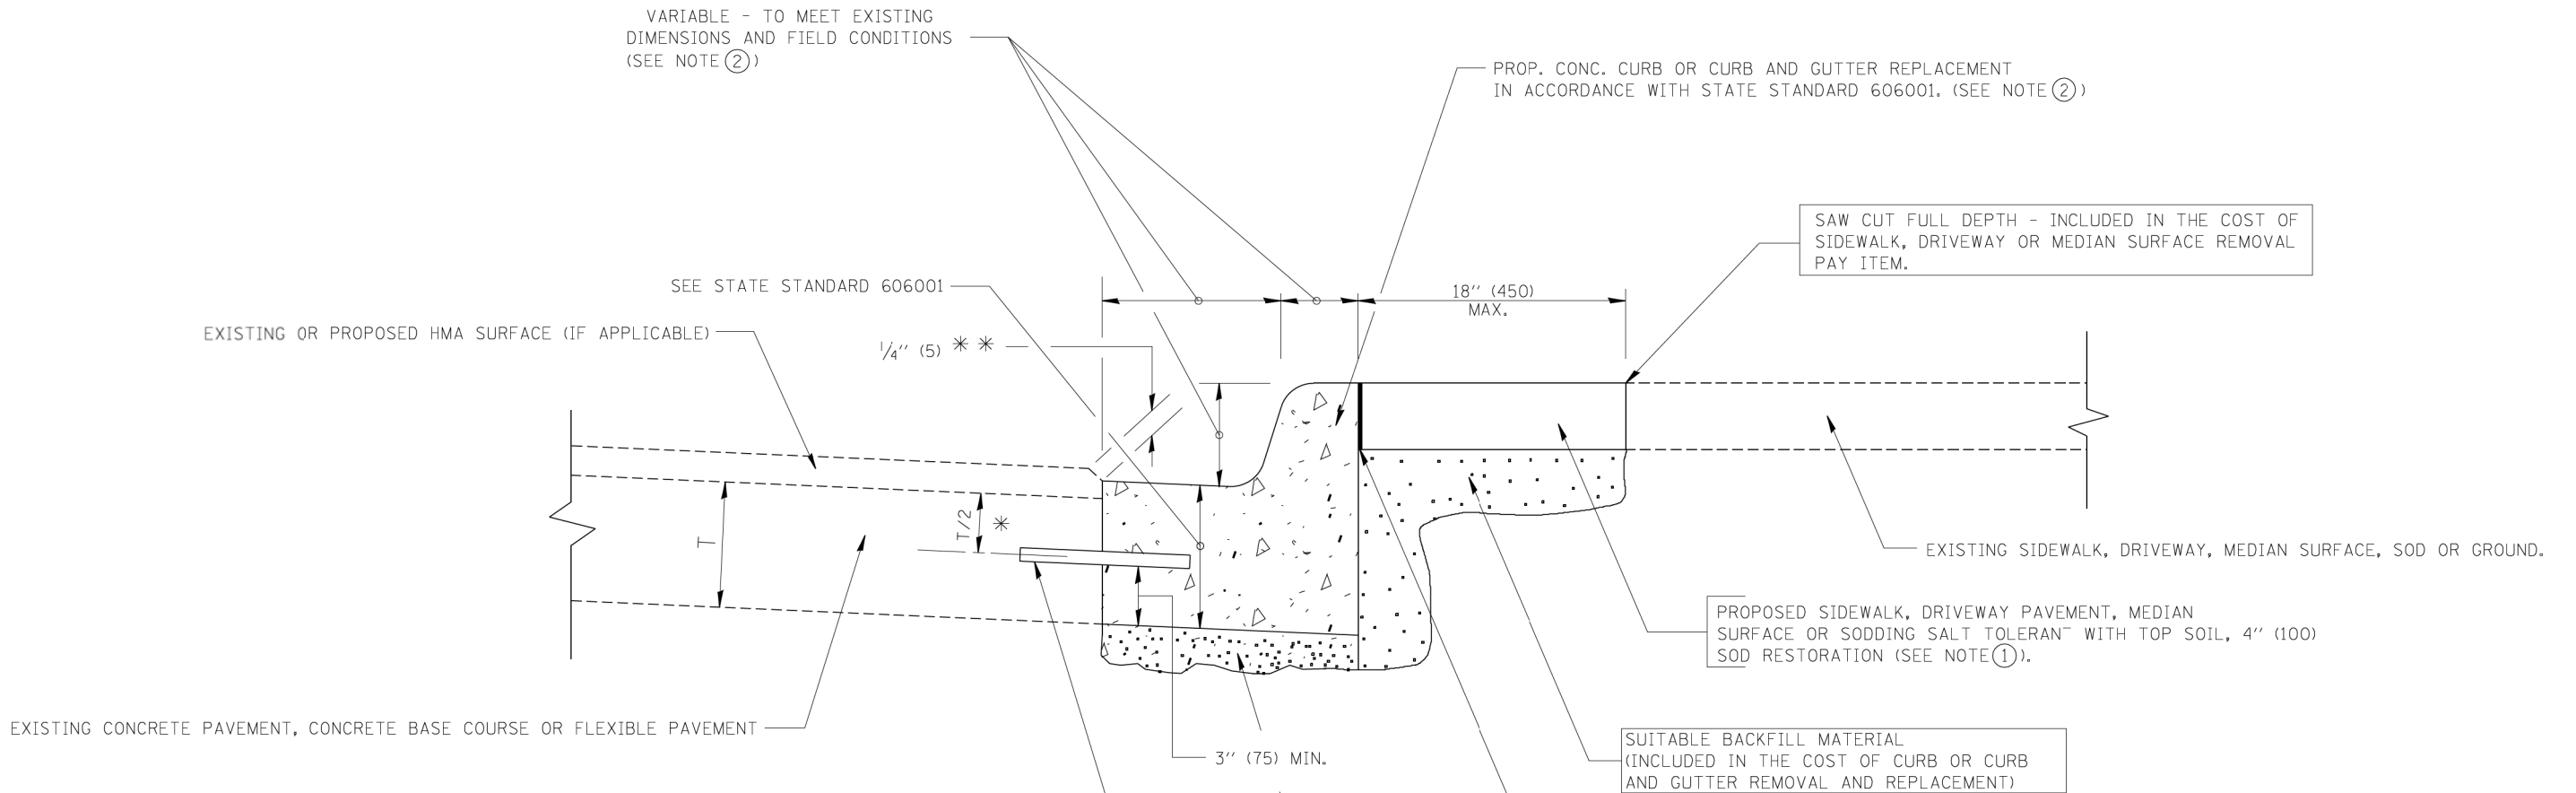 VARIABLE - TO MEET EXISTING
DIMENSIONS AND FIELD CONDITIONS
(SEE NOTE ②)
PROP. CONC. CURB OR CURB AND GUTTER REPLACEMENT
IN ACCORDANCE WITH STATE STANDARD 606001. (SEE NOTE ②)
SAW CUT FULL DEPTH - INCLUDED IN THE COST OF
SIDEWALK, DRIVEWAY OR MEDIAN SURFACE REMOVAL
PAY ITEM.
SEE STATE STANDARD 606001
18'' (450)
MAX.
EXISTING OR PROPOSED HMA SURFACE (IF APPLICABLE)
1/4'' (5) * *
T
T/2
*
EXISTING SIDEWALK, DRIVEWAY, MEDIAN SURFACE, SOD OR GROUND.
PROPOSED SIDEWALK, DRIVEWAY PAVEMENT, MEDIAN
SURFACE OR SODDING SALT TOLERANT WITH TOP SOIL, 4'' (100)
SOD RESTORATION (SEE NOTE ①).
EXISTING CONCRETE PAVEMENT, CONCRETE BASE COURSE OR FLEXIBLE PAVEMENT
3'' (75) MIN.
SUITABLE BACKFILL MATERIAL
(INCLUDED IN THE COST OF CURB OR CURB
AND GUTTER REMOVAL AND REPLACEMENT)